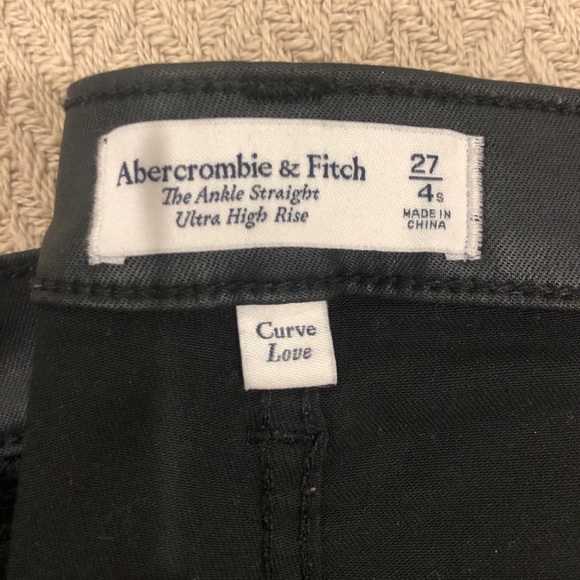 Abercrombie & Fitch
The Ankle Straight
Ultra High Rise
27
4s
MADE IN
CHINA
Curve
Love